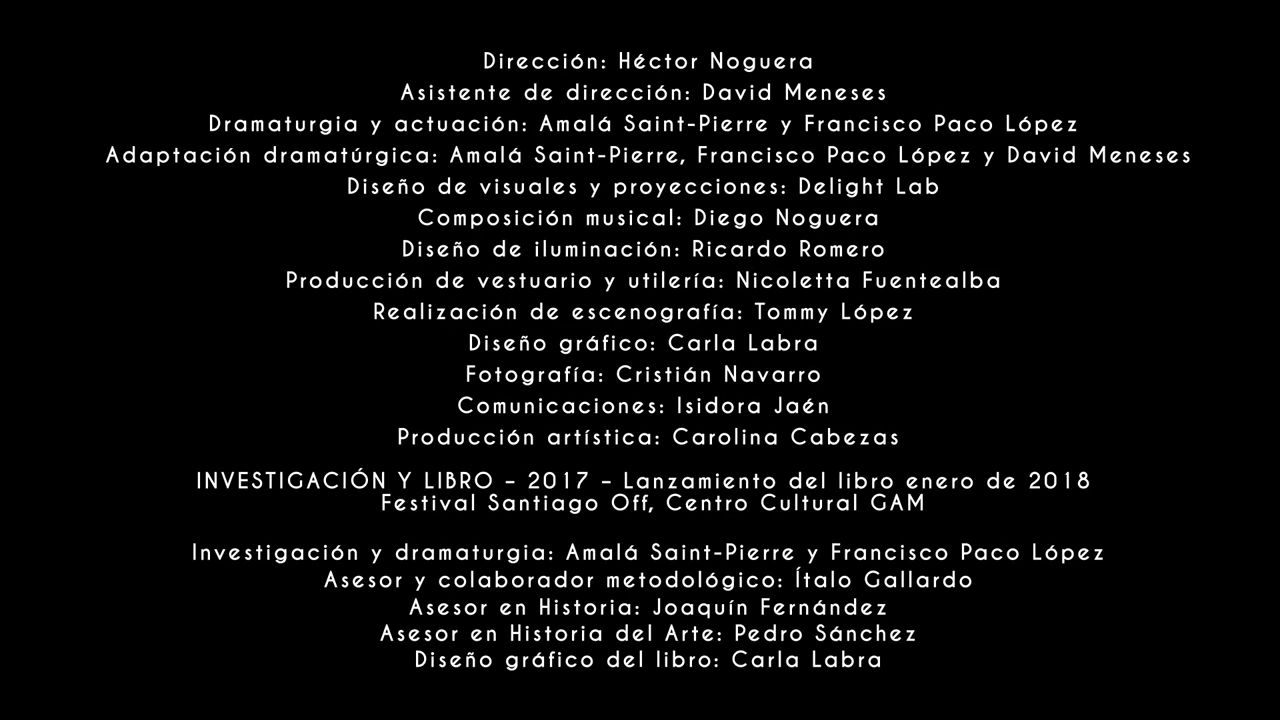 Dirección: Héctor Noguera
Asistente de dirección: David Meneses
Dramaturgia y actuación: Amalá Saint-Pierre y Francisco Paco López
Adaptación dramatúrgica: Amalá Saint-Pierre, Francisco Paco López y David Meneses
Diseño de visuales y proyecciones: Delight Lab
Composición musical: Diego Noguera
Diseño de iluminación: Ricardo Romero
Producción de vestuario y utilería: Nicoletta Fuentealba
Realización de escenografía: Tommy López
Diseño gráfico: Carla Labra
Fotografía: Cristián Navarro
Comunicaciones: Isidora Jaén
Producción artística: Carolina Cabezas
INVESTIGACIÓN Y LIBRO – 2017 – Lanzamiento del libro enero de 2018
Festival Santiago Off, Centro Cultural GAM
Investigación y dramaturgia: Amalá Saint-Pierre y Francisco Paco López
Asesor y colaborador metodológico: Ítalo Gallardo
Asesor en Historia: Joaquín Fernández
Asesor en Historia del Arte: Pedro Sánchez
Diseño gráfico del libro: Carla Labra